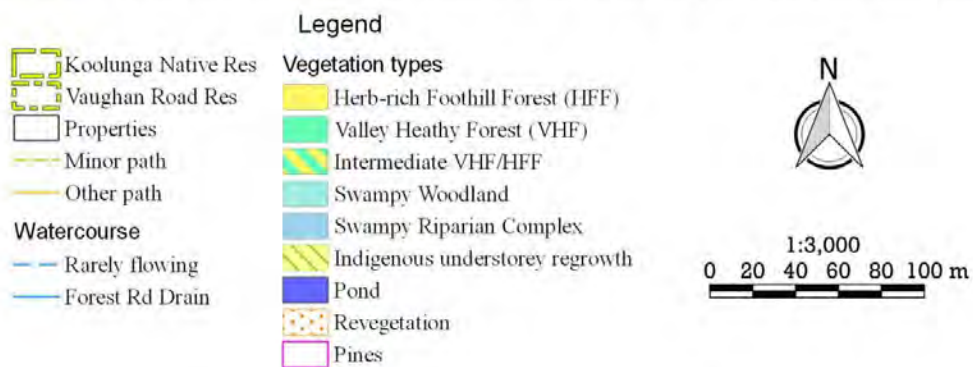 Legend
Koolunga Native Res
Vaughan Road Res
Properties
Minor path
Other path
Watercourse
Rarely flowing
Forest Rd Drain
Vegetation types
Herb-rich Foothill Forest (HFF)
Valley Heathy Forest (VHF)
Intermediate VHF/HFF
Swampy Woodland
Swampy Riparian Complex
Indigenous understorey regrowth
Pond
Revegetation
Pines
N
1:3,000
0 20 40 60 80 100 m